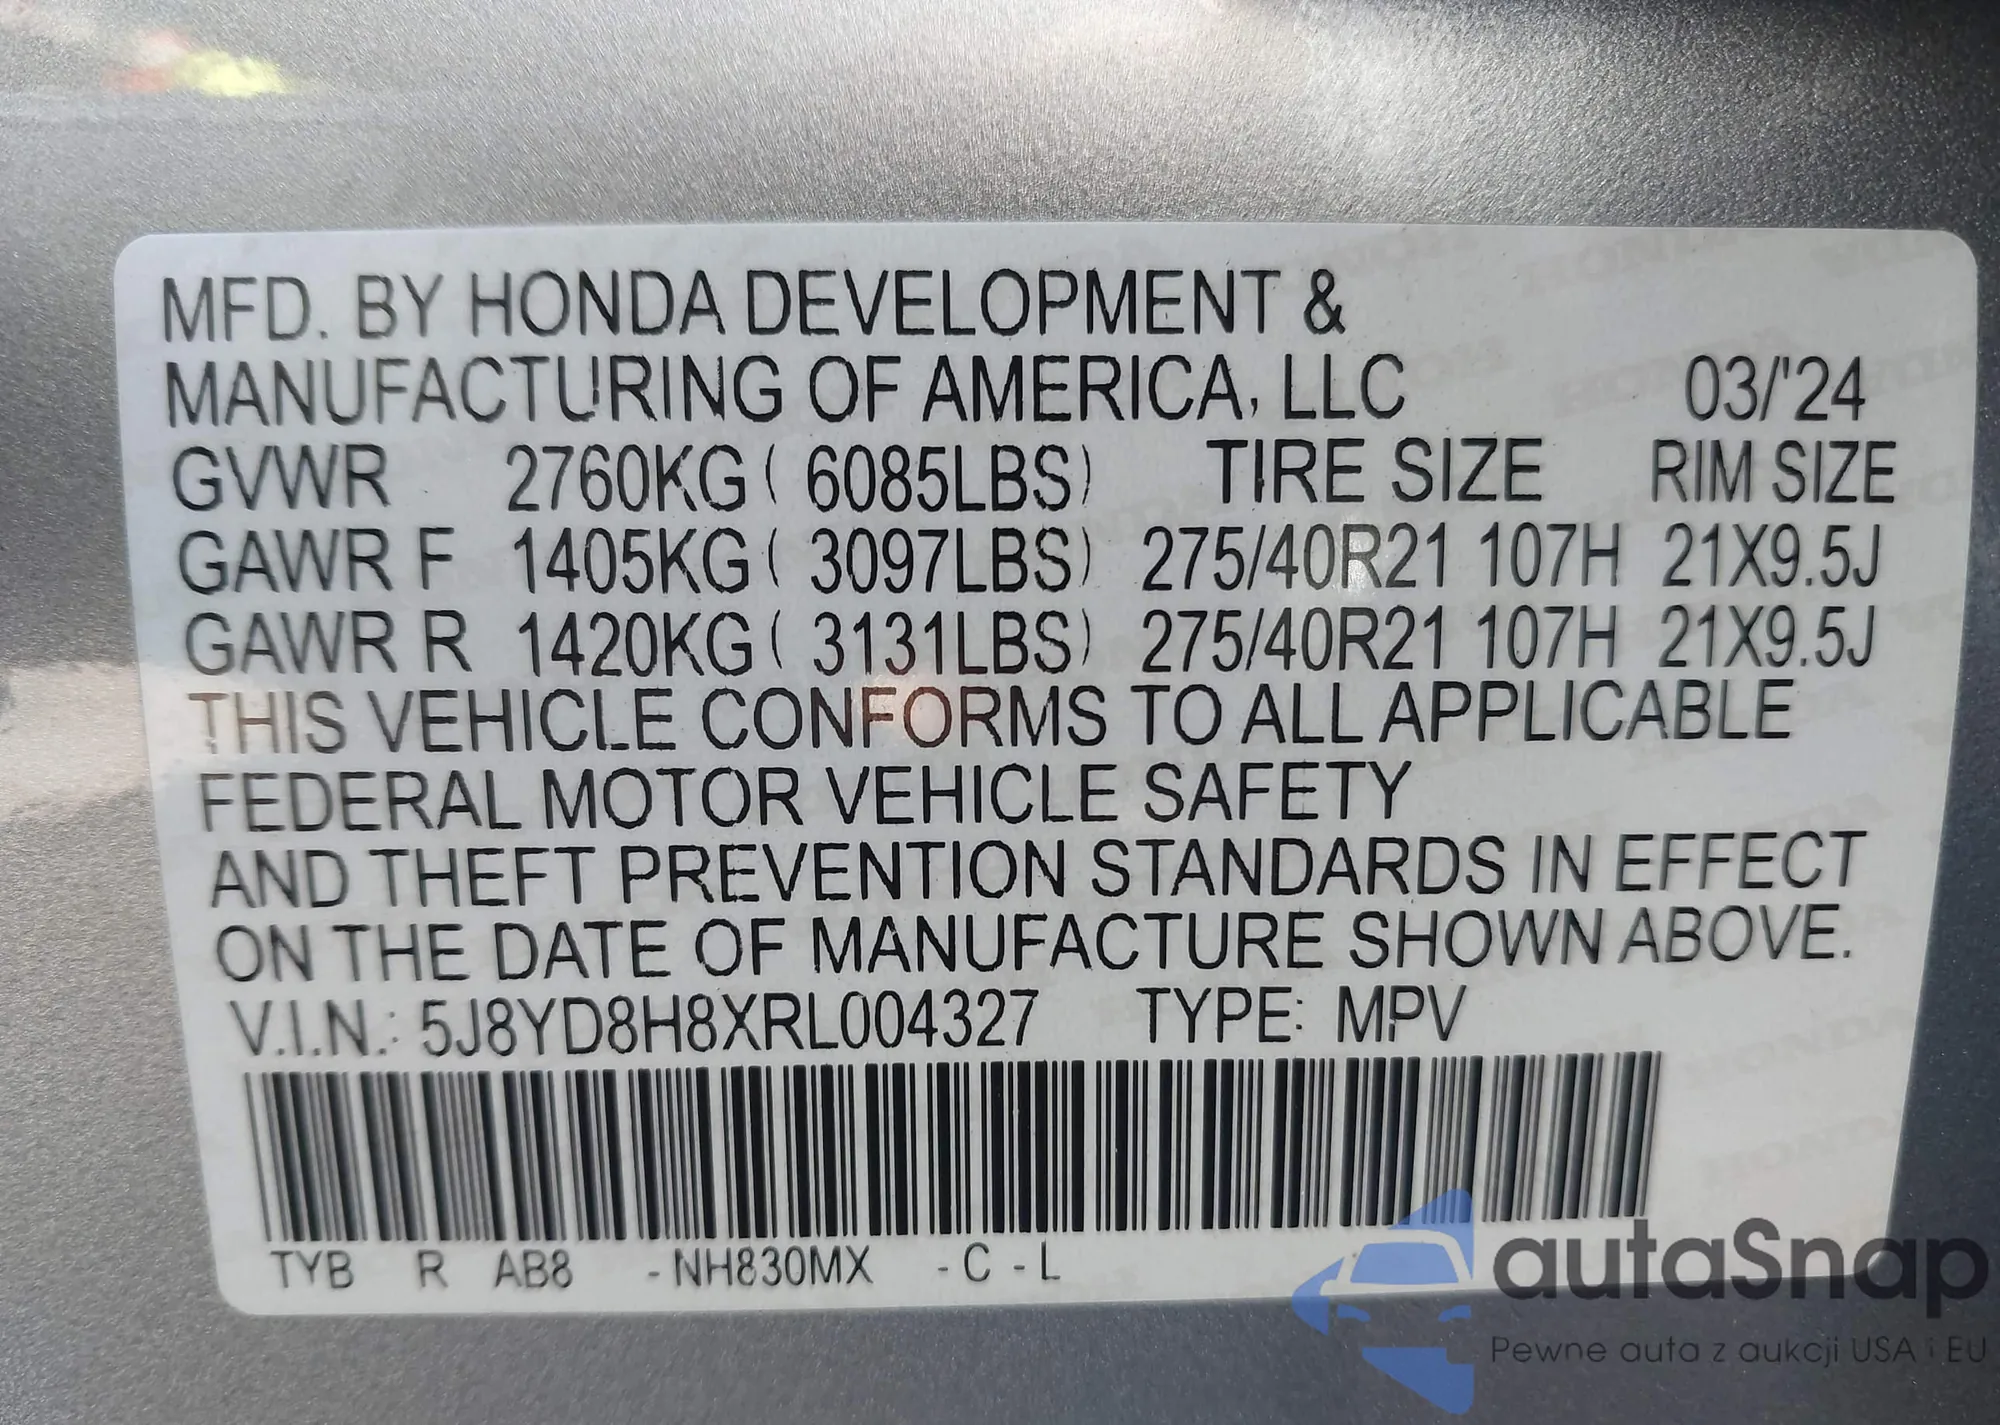 MFD. BY HONDA DEVELOPMENT &
MANUFACTURING OF AMERICA, LLC 03/'24
GVWR 2760KG ( 6085LBS) TIRE SIZE RIM SIZE
GAWR F 1405KG ( 3097LBS) 275/40R21 107H 21X9.5J
GAWR R 1420KG ( 3131LBS) 275/40R21 107H 21X9.5J
THIS VEHICLE CONFORMS TO ALL APPLICABLE
FEDERAL MOTOR VEHICLE SAFETY
AND THEFT PREVENTION STANDARDS IN EFFECT
ON THE DATE OF MANUFACTURE SHOWN ABOVE.
V.I.N.: 5J8YD8H8XRL004327 TYPE: MPV
TYB R AB8 -NH830MX - C - L
autaSnap
Pewne auta z aukcji USA i EU